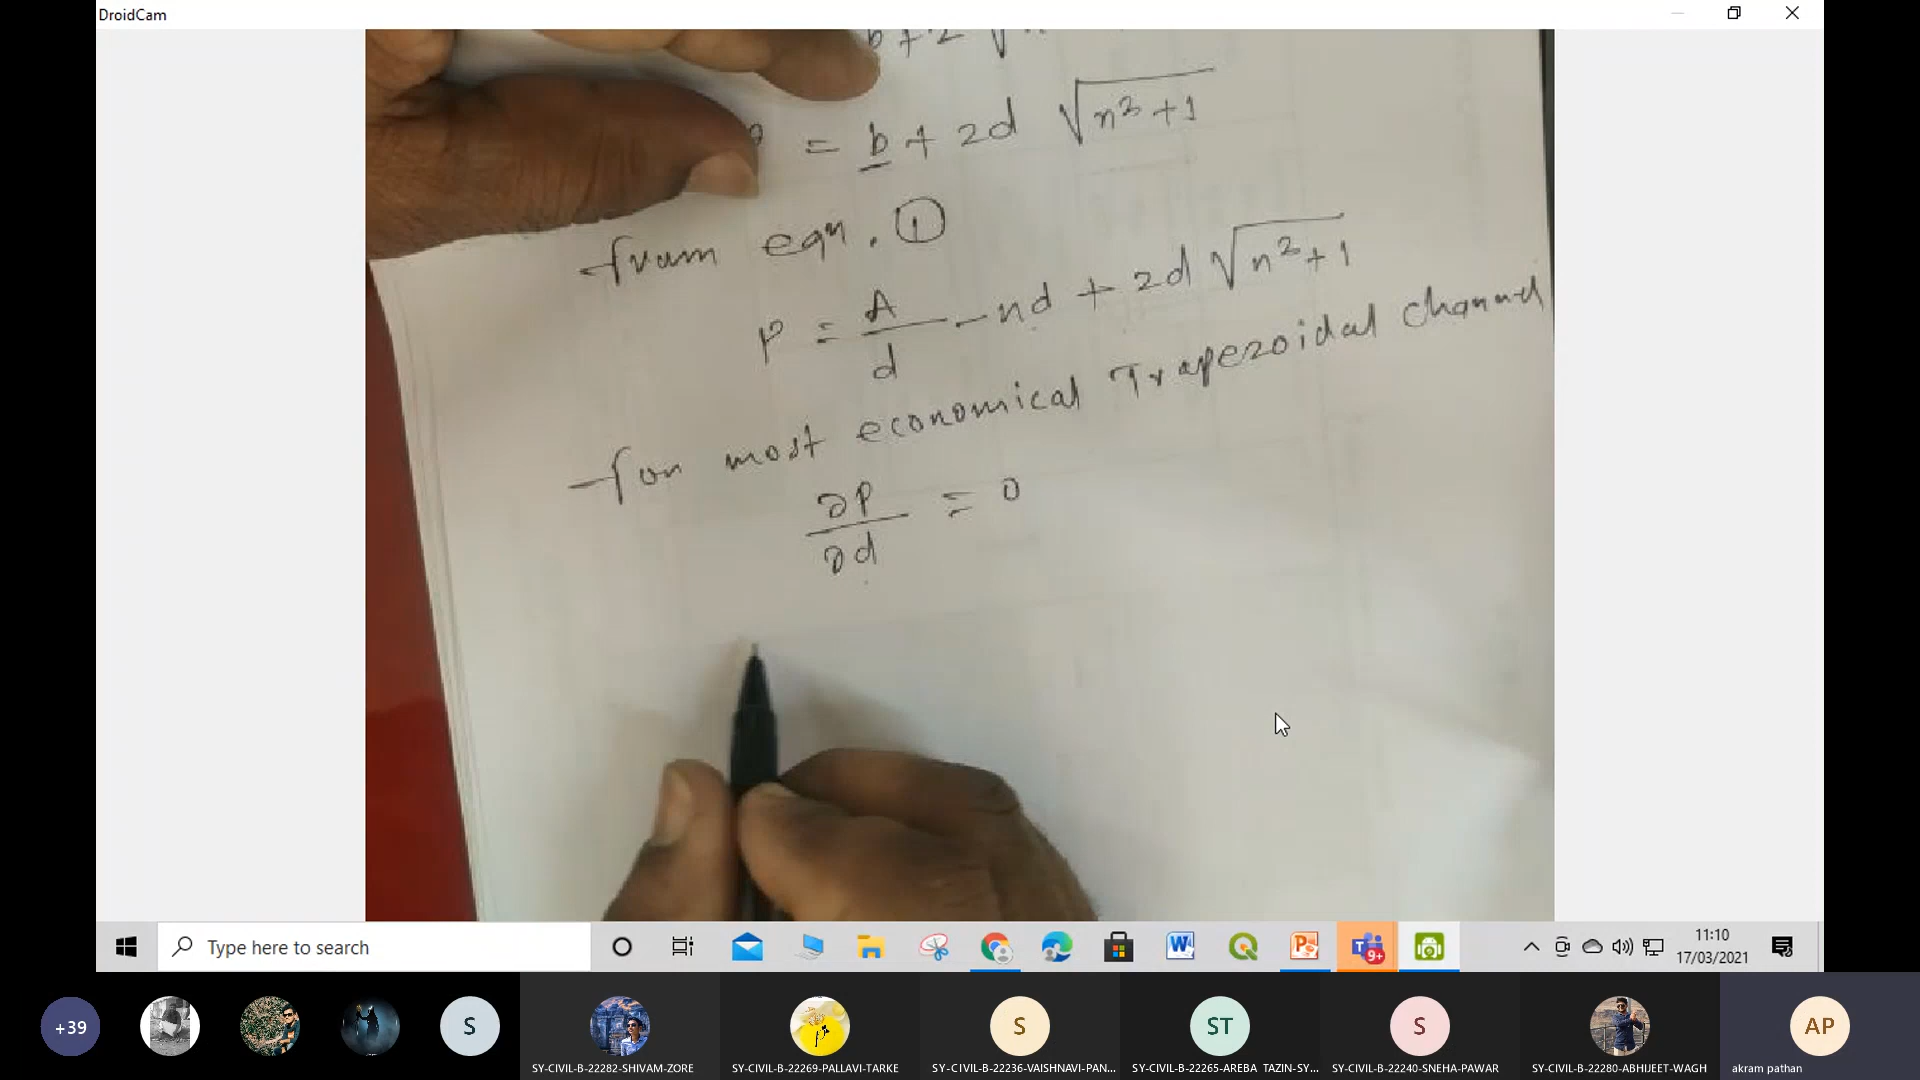 DroidCam
b + 2 √
= b + 2d √n²+1
from eqn. ①
P = A/d - nd + 2d √n²+1
for most economical Trapezoidal channel
∂P/∂d = 0
Type here to search
9+
11:10
17/03/2021
+39
S
S
ST
S
AP
SY-CIVIL-B-22282-SHIVAM-ZORE
SY-CIVIL-B-22269-PALLAVI-TARKE
SY-CIVIL-B-22236-VAISHNAVI-PAN...
SY-CIVIL-B-22265-AREBA TAZIN-SY...
SY-CIVIL-B-22240-SNEHA-PAWAR
SY-CIVIL-B-22280-ABHIJEET-WAGH
akram pathan